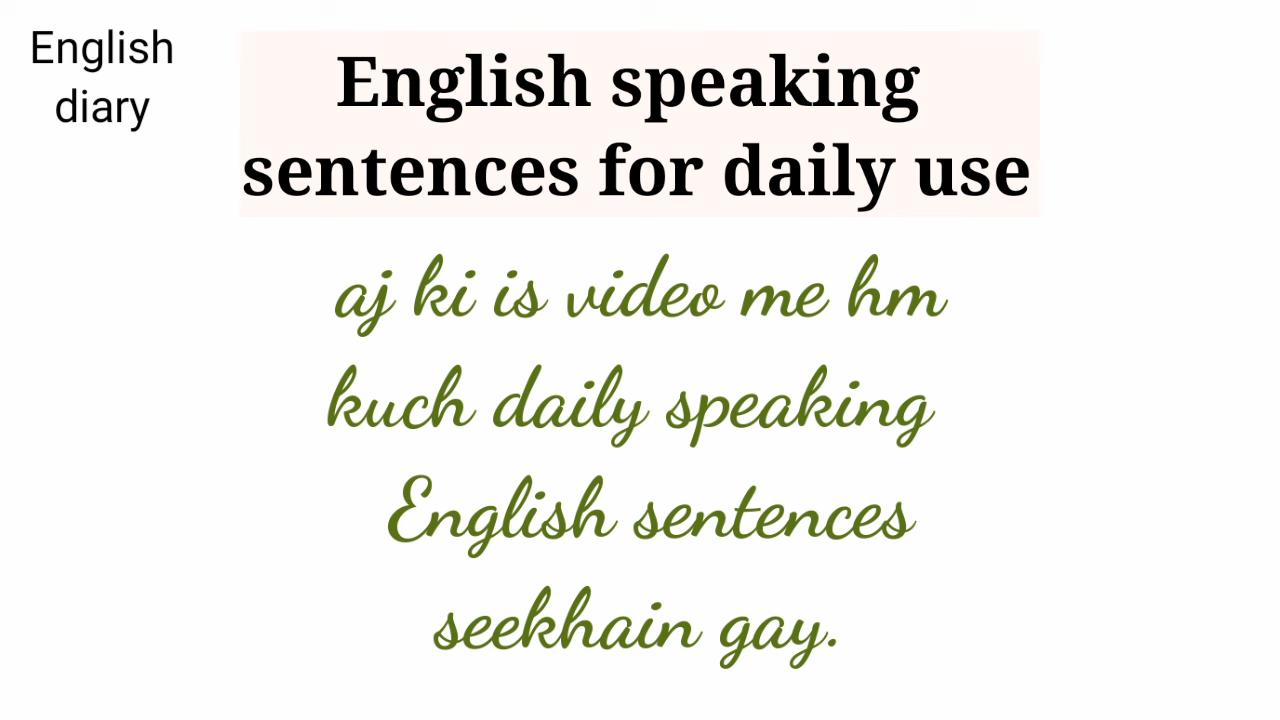 English
diary
English speaking
sentences for daily use
aj ki is video me hm
kuch daily speaking
English sentences
seekhain gay.